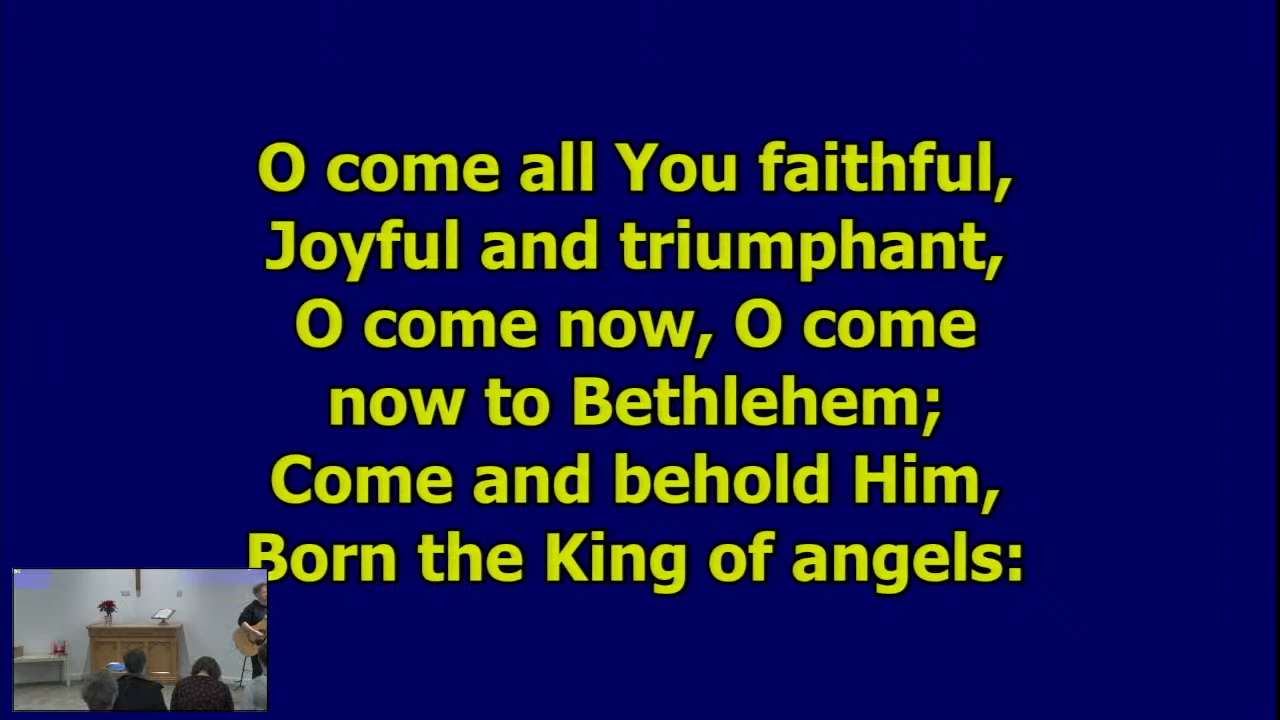 O come all You faithful,
Joyful and triumphant,
O come now, O come
now to Bethlehem;
Come and behold Him,
Born the King of angels: